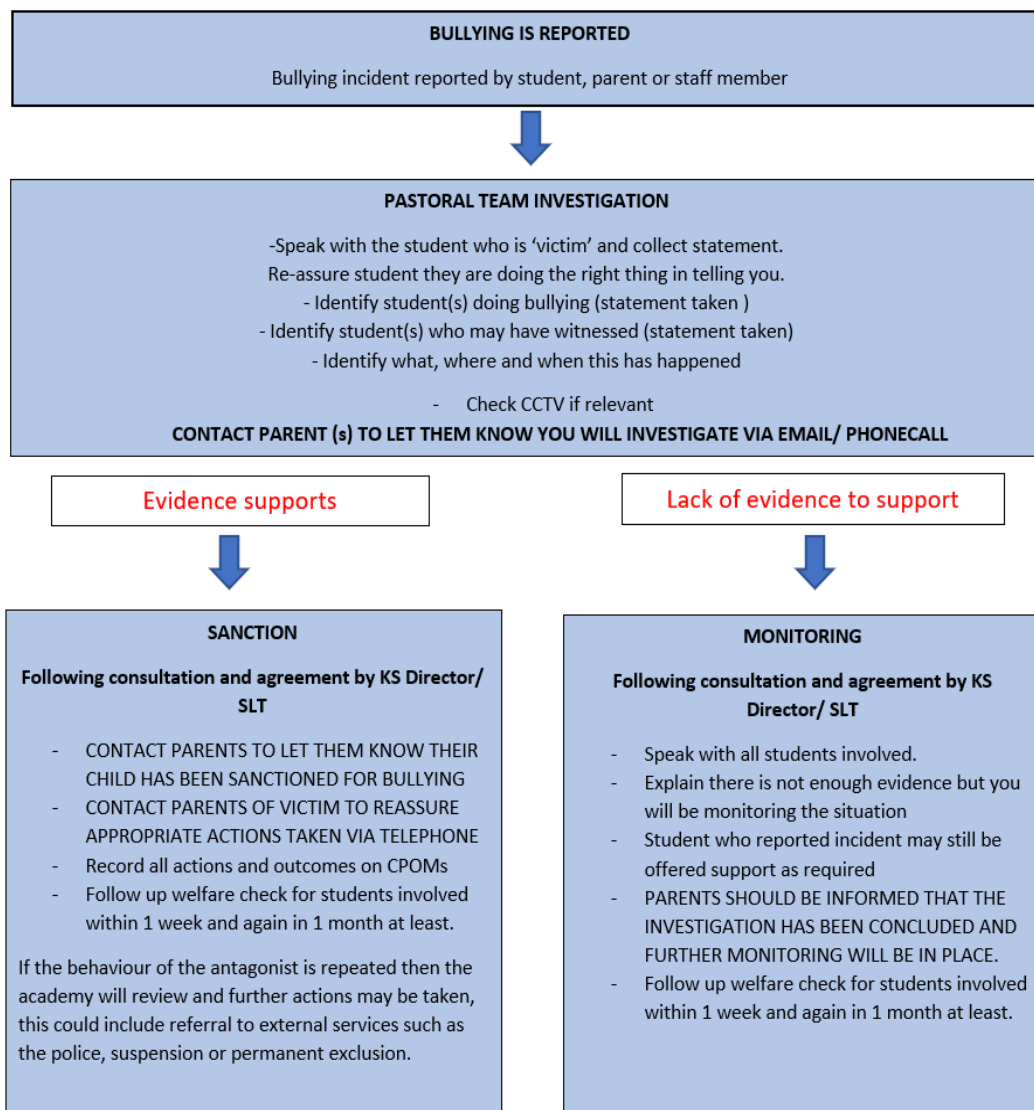 BULLYING IS REPORTED
Bullying incident reported by student, parent or staff member
PASTORAL TEAM INVESTIGATION
-Speak with the student who is ‘victim’ and collect statement.
Re-assure student they are doing the right thing in telling you.
- Identify student(s) doing bullying (statement taken )
- Identify student(s) who may have witnessed (statement taken)
- Identify what, where and when this has happened
- Check CCTV if relevant
CONTACT PARENT (s) TO LET THEM KNOW YOU WILL INVESTIGATE VIA EMAIL/ PHONECALL
Evidence supports
SANCTION
Following consultation and agreement by KS Director/
SLT
- CONTACT PARENTS TO LET THEM KNOW THEIR
CHILD HAS BEEN SANCTIONED FOR BULLYING
- CONTACT PARENTS OF VICTIM TO REASSURE
APPROPRIATE ACTIONS TAKEN VIA TELEPHONE
- Record all actions and outcomes on CPOMs
- Follow up welfare check for students involved
within 1 week and again in 1 month at least.
If the behaviour of the antagonist is repeated then the
academy will review and further actions may be taken,
this could include referral to external services such as
the police, suspension or permanent exclusion.
Lack of evidence to support
MONITORING
Following consultation and agreement by KS
Director/ SLT
- Speak with all students involved.
- Explain there is not enough evidence but you
will be monitoring the situation
- Student who reported incident may still be
offered support as required
- PARENTS SHOULD BE INFORMED THAT THE
INVESTIGATION HAS BEEN CONCLUDED AND
FURTHER MONITORING WILL BE IN PLACE.
- Follow up welfare check for students involved
within 1 week and again in 1 month at least.